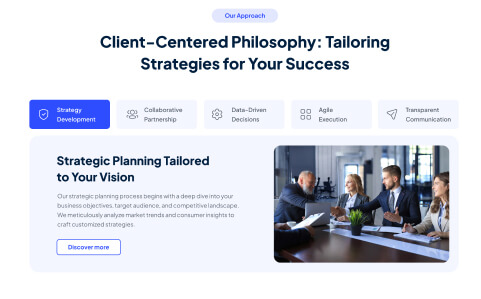 Our Approach
Client-Centered Philosophy: Tailoring
Strategies for Your Success
Strategy
Development
Collaborative
Partnership
Data-Driven
Decisions
Agile
Execution
Transparent
Communication
Strategic Planning Tailored
to Your Vision
Our strategic planning process begins with a deep dive into your
business objectives, target audience, and competitive landscape.
We meticulously analyze market trends and consumer insights to
craft customized strategies.
Discover more